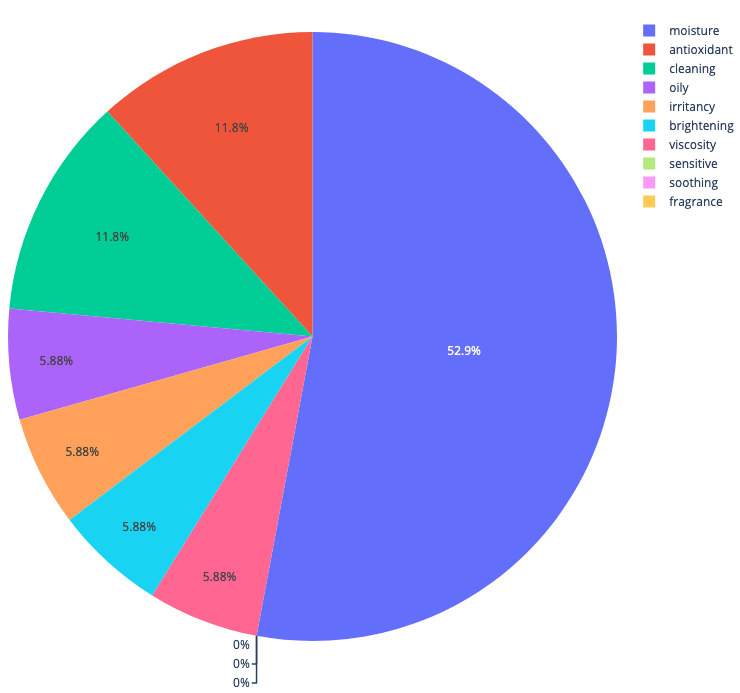 moisture
antioxidant
cleaning
oily
irritancy
brightening
viscosity
sensitive
soothing
fragrance
11.8%
11.8%
52.9%
5.88%
5.88%
5.88%
5.88%
0%
0%
0%